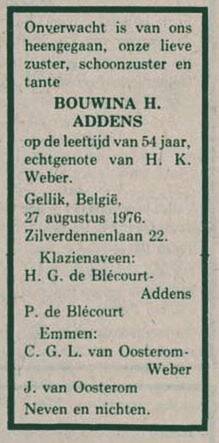 Onverwacht is van ons
heengegaan, onze lieve
zuster, schoonzuster en
tante
BOUWINA H.
ADDENS
op de leeftijd van 54 jaar,
echtgenote van H. K.
Weber.
Gellik, België,
27 augustus 1976.
Zilverdennenlaan 22.
Klazienaveen:
H. G. de Blécourt-
Addens
P. de Blécourt
Emmen:
C. G. L. van Oosterom-
Weber
J. van Oosterom
Neven en nichten.